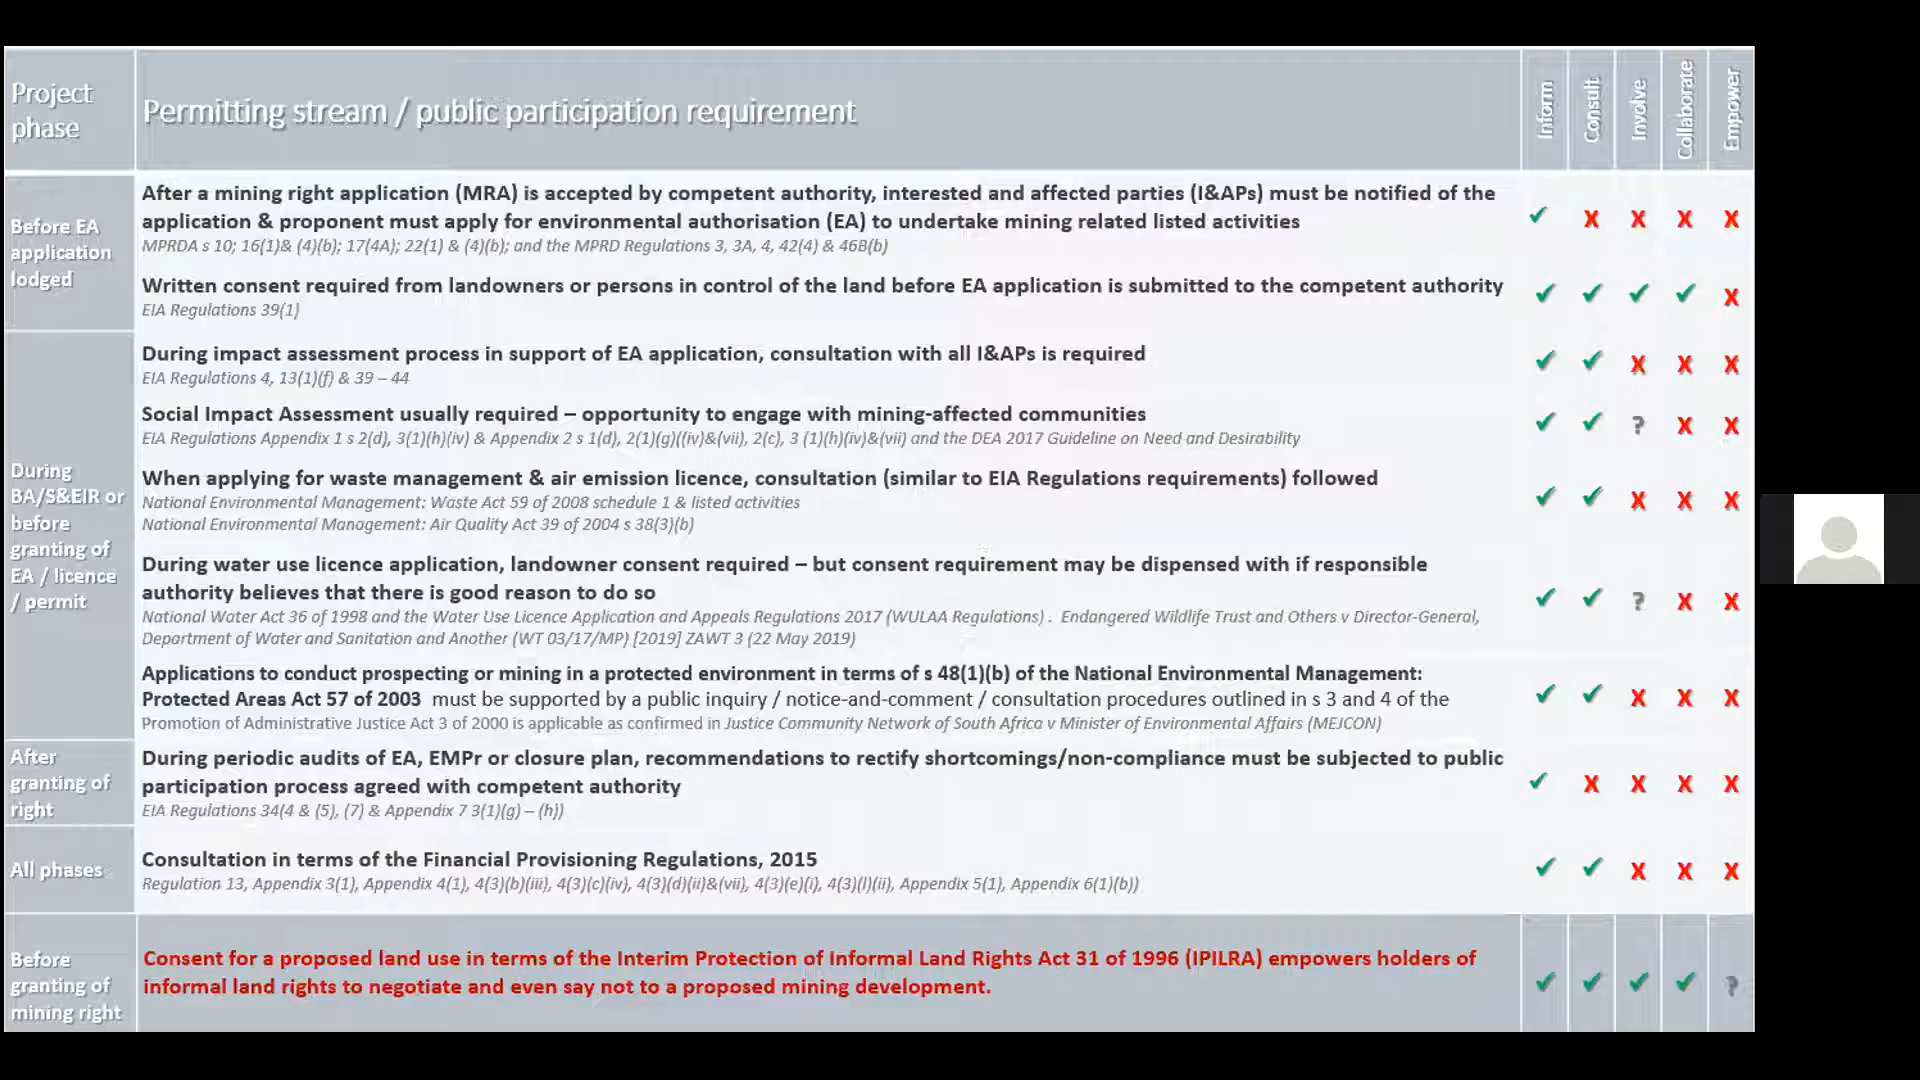 Project
phase
Permitting stream / public participation requirement
Inform
Consult
Involve
Collaborate
Empower
Before EA
application
lodged
After a mining right application (MRA) is accepted by competent authority, interested and affected parties (I&APs) must be notified of the
application & proponent must apply for environmental authorisation (EA) to undertake mining related listed activities
MPRDA s 10; 16(1)& (4)(b); 17(4A); 22(1) & (4)(b); and the MPRD Regulations 3, 3A, 4, 42(4) & 46B(b)
✓ X X X X
Written consent required from landowners or persons in control of the land before EA application is submitted to the competent authority
EIA Regulations 39(1)
✓ ✓ ✓ ✓ X
During
BA/S&EIR or
before
granting of
EA / licence
/ permit
During impact assessment process in support of EA application, consultation with all I&APs is required
EIA Regulations 4, 13(1)(f) & 39 – 44
✓ ✓ X X X
Social Impact Assessment usually required – opportunity to engage with mining-affected communities
EIA Regulations Appendix 1 s 2(d), 3(1)(h)(iv) & Appendix 2 s 1(d), 2(1)(g)((iv)&(vii), 2(c), 3 (1)(h)(iv)&(vii) and the DEA 2017 Guideline on Need and Desirability
✓ ✓ ? X X
When applying for waste management & air emission licence, consultation (similar to EIA Regulations requirements) followed
National Environmental Management: Waste Act 59 of 2008 schedule 1 & listed activities
National Environmental Management: Air Quality Act 39 of 2004 s 38(3)(b)
✓ ✓ X X X
During water use licence application, landowner consent required – but consent requirement may be dispensed with if responsible
authority believes that there is good reason to do so
National Water Act 36 of 1998 and the Water Use Licence Application and Appeals Regulations 2017 (WULAA Regulations) . Endangered Wildlife Trust and Others v Director-General,
Department of Water and Sanitation and Another (WT 03/17/MP) [2019] ZAWT 3 (22 May 2019)
✓ ✓ ? X X
Applications to conduct prospecting or mining in a protected environment in terms of s 48(1)(b) of the National Environmental Management:
Protected Areas Act 57 of 2003 must be supported by a public inquiry / notice-and-comment / consultation procedures outlined in s 3 and 4 of the
Promotion of Administrative Justice Act 3 of 2000 is applicable as confirmed in Justice Community Network of South Africa v Minister of Environmental Affairs (MEJCON)
✓ ✓ X X X
After
granting of
right
During periodic audits of EA, EMPr or closure plan, recommendations to rectify shortcomings/non-compliance must be subjected to public
participation process agreed with competent authority
EIA Regulations 34(4 & (5), (7) & Appendix 7 3(1)(g) – (h))
✓ X X X X
All phases
Consultation in terms of the Financial Provisioning Regulations, 2015
Regulation 13, Appendix 3(1), Appendix 4(1), 4(3)(b)(iii), 4(3)(c)(iv), 4(3)(d)(ii)&(vii), 4(3)(e)(i), 4(3)(l)(ii), Appendix 5(1), Appendix 6(1)(b))
✓ ✓ X X X
Before
granting of
mining right
Consent for a proposed land use in terms of the Interim Protection of Informal Land Rights Act 31 of 1996 (IPILRA) empowers holders of
informal land rights to negotiate and even say not to a proposed mining development.
✓ ✓ ✓ ✓ ?